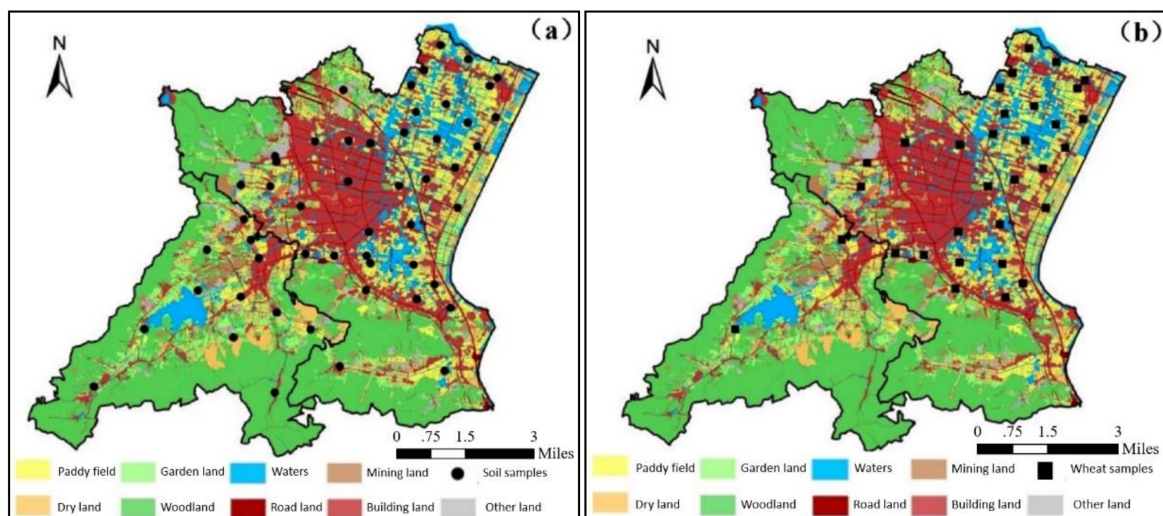 (a)
N
0 .75 1.5 3
Miles
Paddy field Garden land Waters Mining land Soil samples
Dry land Woodland Road land Building land Other land
(b)
N
0 .75 1.5 3
Miles
Paddy field Garden land Waters Mining land Wheat samples
Dry land Woodland Road land Building land Other land